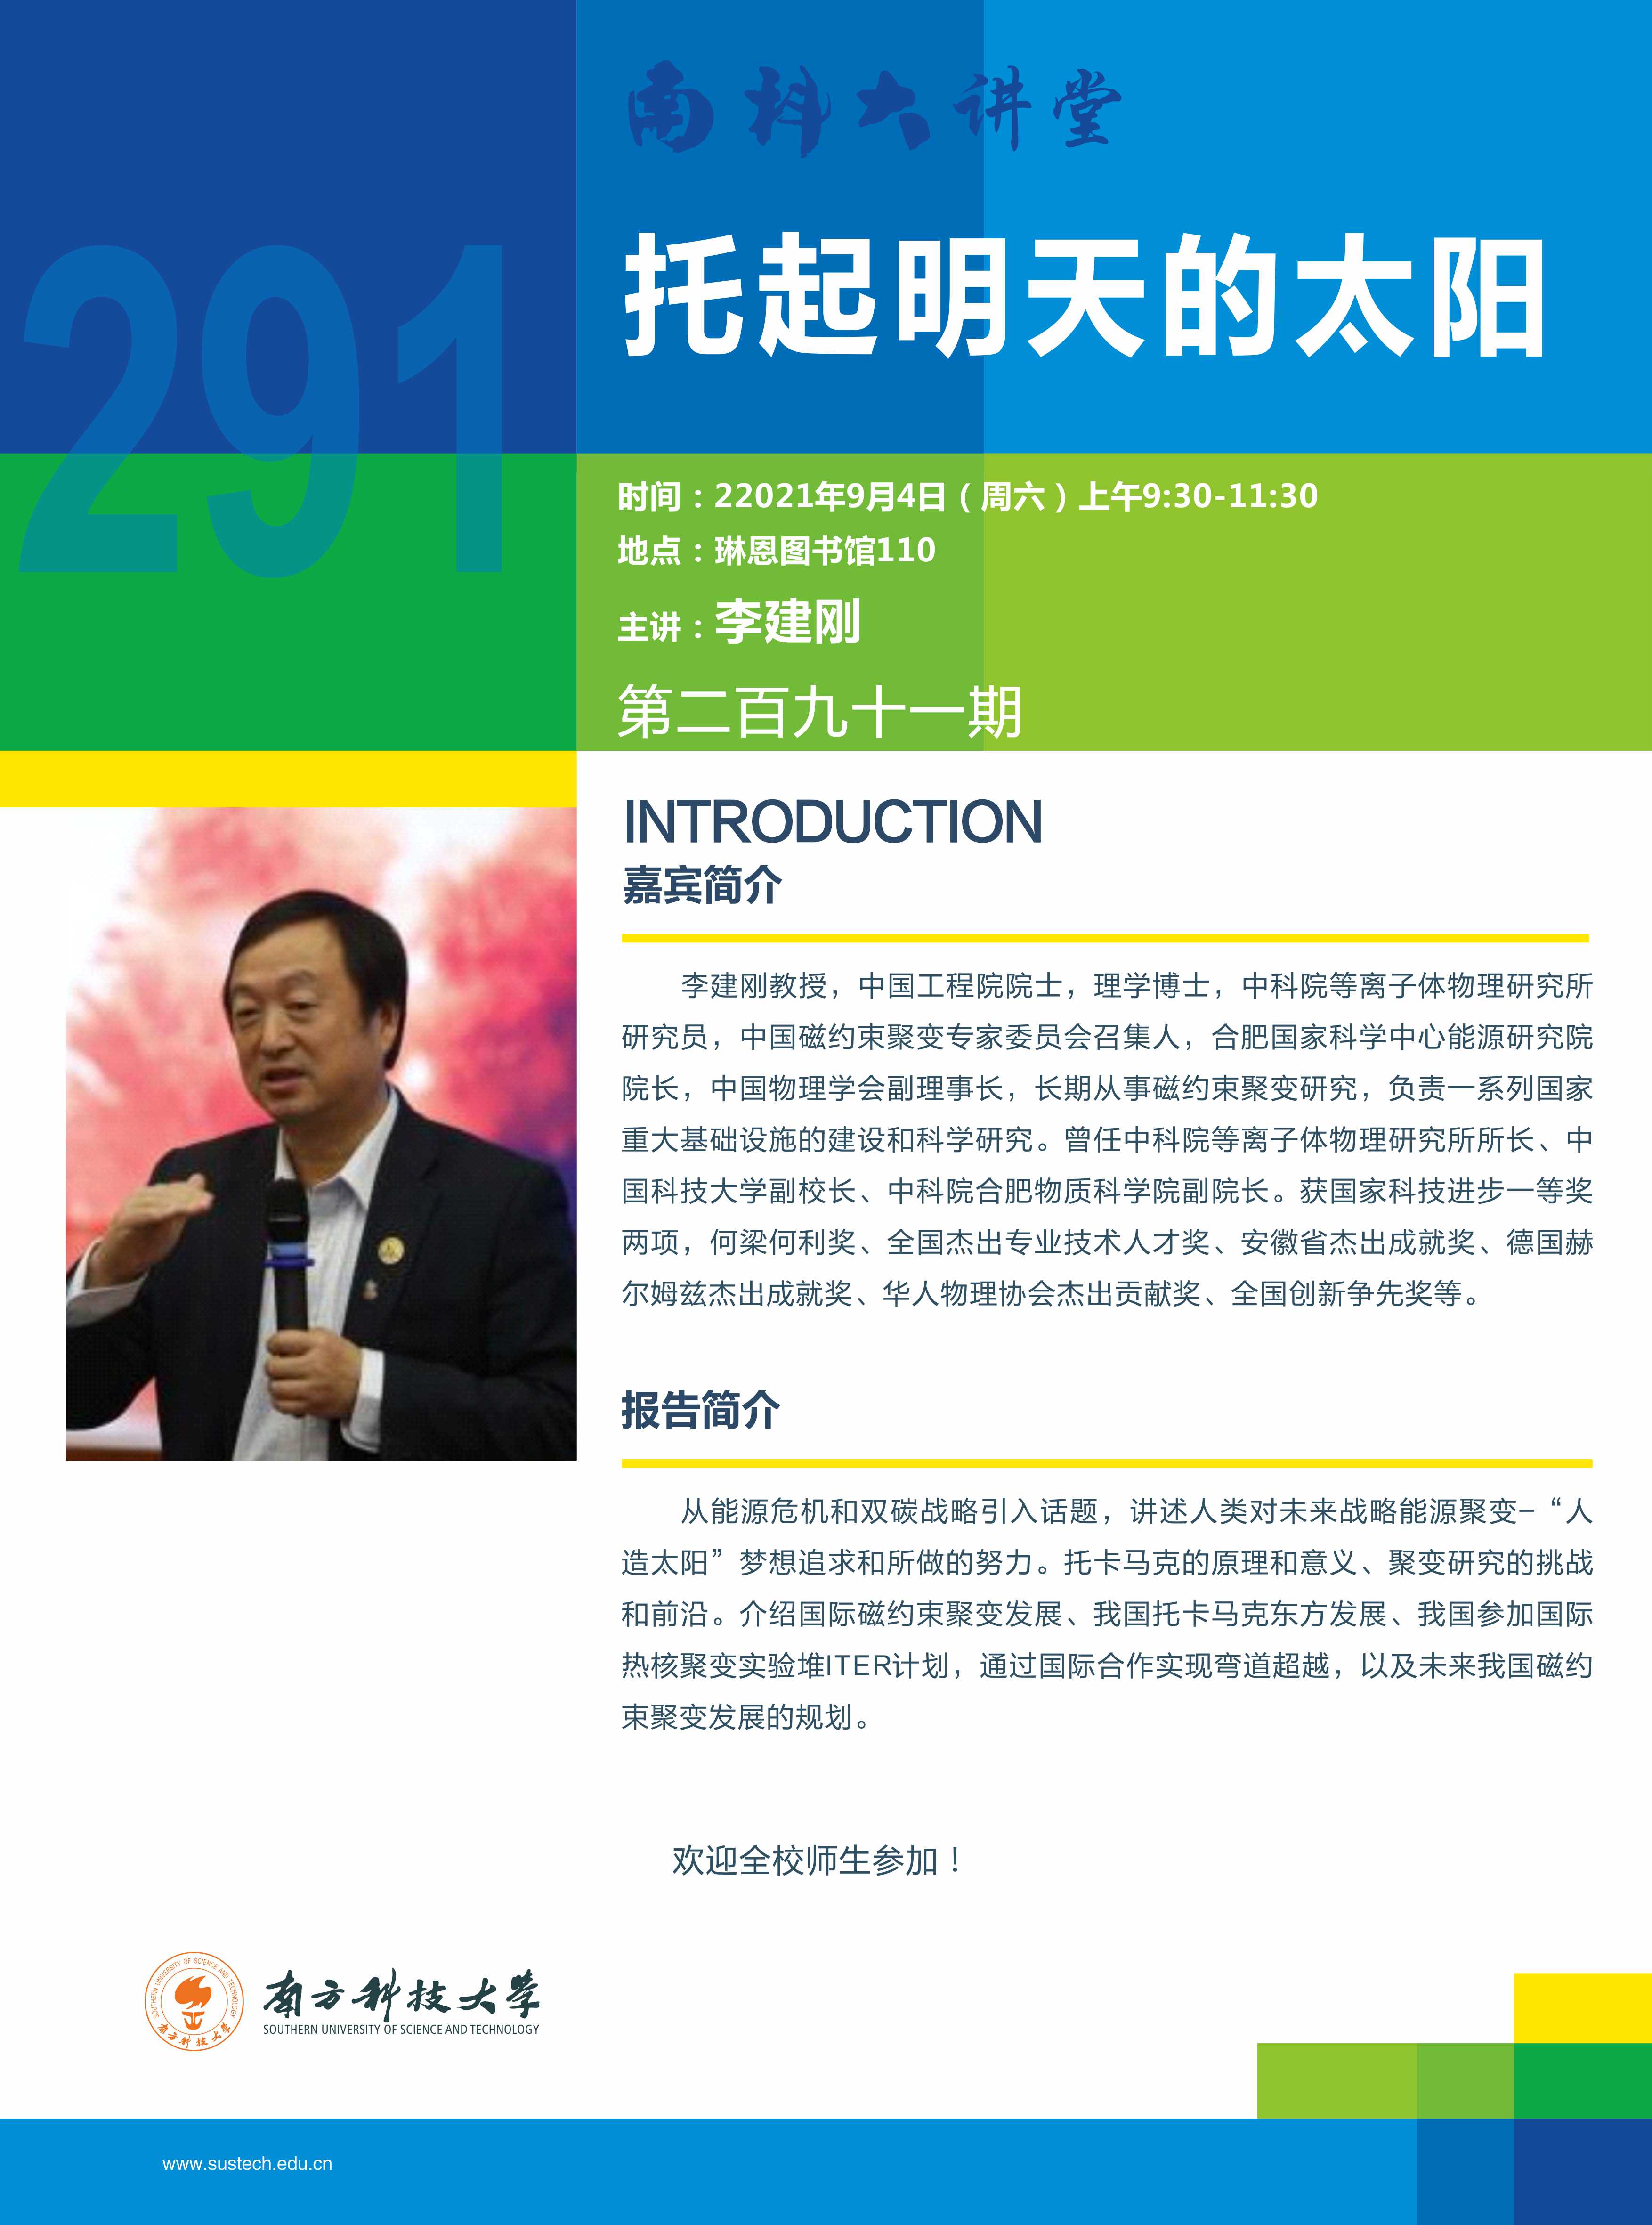 南科大讲堂
291
托起明天的太阳
时间：22021年9月4日（周六）上午9:30-11:30
地点：琳恩图书馆110
主讲：李建刚
第二百九十一期
INTRODUCTION
嘉宾简介
李建刚教授，中国工程院院士，理学博士，中科院等离子体物理研究所
研究员，中国磁约束聚变专家委员会召集人，合肥国家科学中心能源研究院
院长，中国物理学会副理事长，长期从事磁约束聚变研究，负责一系列国家
重大基础设施的建设和科学研究。曾任中科院等离子体物理研究所所长、中
国科技大学副校长、中科院合肥物质科学院副院长。获国家科技进步一等奖
两项，何梁何利奖、全国杰出专业技术人才奖、安徽省杰出成就奖、德国赫
尔姆兹杰出成就奖、华人物理协会杰出贡献奖、全国创新争先奖等。
报告简介
从能源危机和双碳战略引入话题，讲述人类对未来战略能源聚变-“人
造太阳”梦想追求和所做的努力。托卡马克的原理和意义、聚变研究的挑战
和前沿。介绍国际磁约束聚变发展、我国托卡马克东方发展、我国参加国际
热核聚变实验堆ITER计划，通过国际合作实现弯道超越，以及未来我国磁约
束聚变发展的规划。
欢迎全校师生参加！
SOUTHERN UNIVERSITY OF SCIENCE AND TECHNOLOGY
南方科技大学
南方科技大学
SOUTHERN UNIVERSITY OF SCIENCE AND TECHNOLOGY
www.sustech.edu.cn